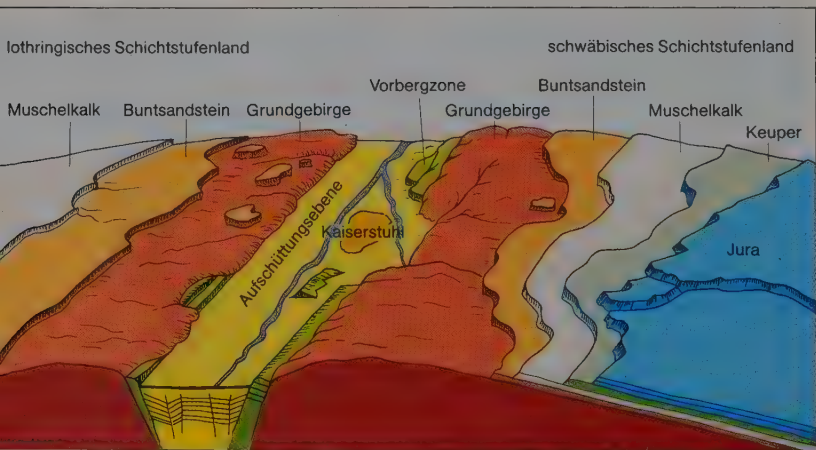 lothringisches Schichtstufenland
schwäbisches Schichtstufenland
Vorbergzone
Buntsandstein
Muschelkalk
Buntsandstein
Grundgebirge
Grundgebirge
Muschelkalk
Keuper
Aufschüttungsebene
Kaiserstuhl
Jura